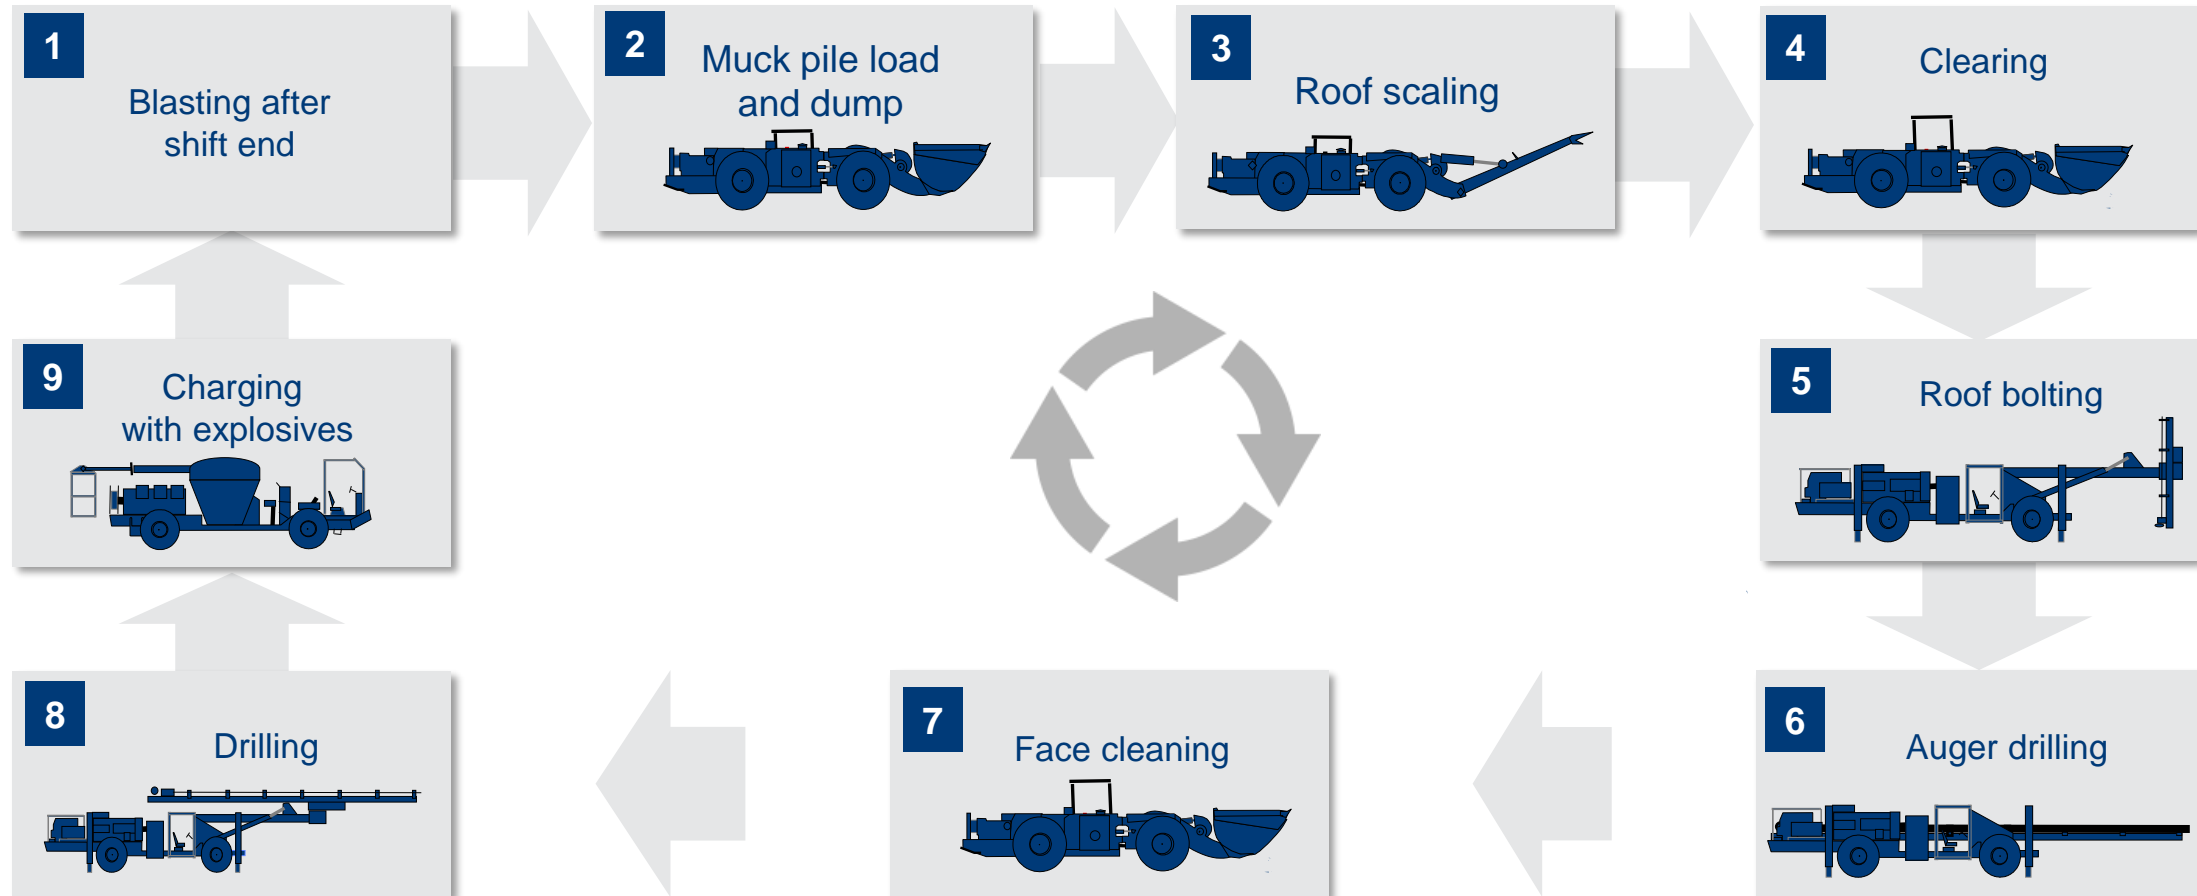 1
Blasting after
shift end
2
Muck pile load
and dump
3
Roof scaling
4
Clearing
5
Roof bolting
6
Auger drilling
7
Face cleaning
8
Drilling
9
Charging
with explosives